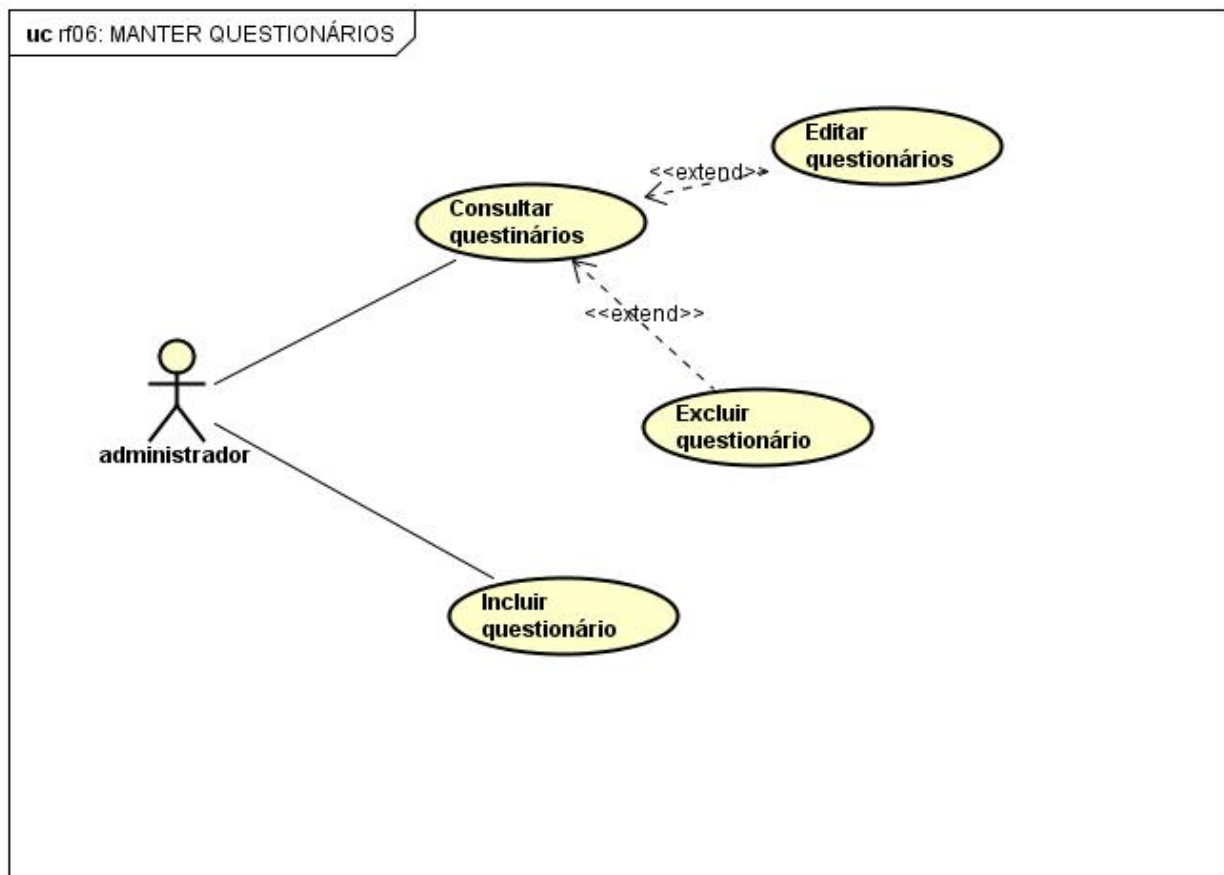 uc rf06: MANTER QUESTIONÁRIOS
Editar
questionários
<<extend>>
Consultar
questinários
<<extend>>
Excluir
questionário
administrador
Incluir
questionário